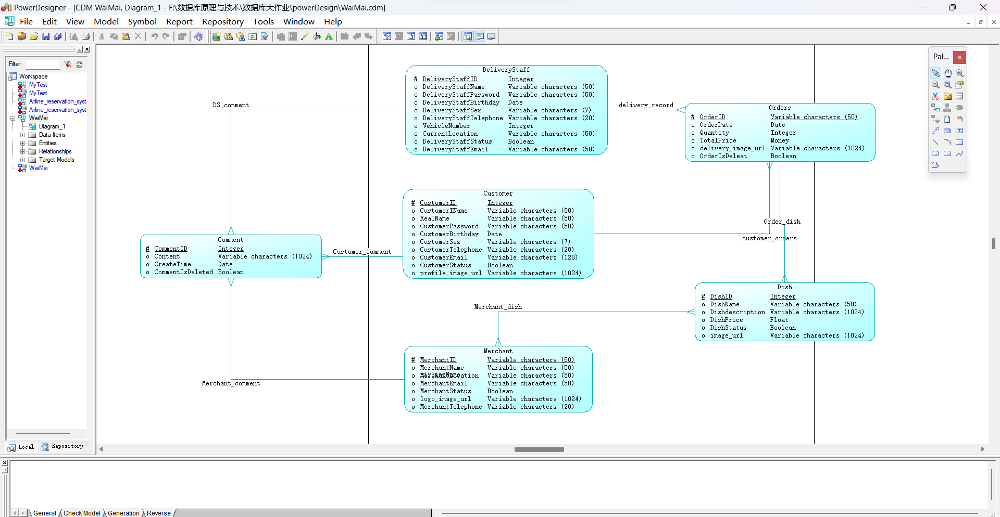 PowerDesigner - [CDM WaiMai, Diagram_1 - F:\数据库原理与技术\数据库大作业\powerDesign\WaiMai.cdm]
File Edit View Model Symbol Report Repository Tools Window Help
Filter:
Workspace
MyTest
MyTest
Airline_reservation_syst
Airline_reservation_syst
WaiMai
Diagram_1
Data Items
Entities
Relationships
Target Models
WaiMai
Local Repository
DeliveryStaff
# DeliveryStaffID Integer
o DeliveryStaffName Variable characters (50)
o DeliveryStaffPassword Variable characters (50)
o DeliveryStaffBirthday Date
o DeliveryStaffSex Variable characters (7)
o DeliveryStaffTelephone Variable characters (20)
o VehicleNumber Integer
o CurrentLocation Variable characters (50)
o DeliveryStaffStatus Boolean
o DeliveryStaffEmail Variable characters (50)
DS_comment
delivery_record
Orders
# OrderID Variable characters (50)
o OrderDate Date
o Quantity Integer
o TotalPrice Money
o delivery_image_url Variable characters (1024)
o OrderIsDeleat Boolean
Customer
# CustomerID Integer
o CustomerIName Variable characters (50)
o RealName Variable characters (50)
o CustomerPassword Variable characters (50)
o CustomerBirthday Date
o CustomerSex Variable characters (7)
o CustomerTelephone Variable characters (20)
o CustomerEmail Variable characters (128)
o CustomerStatus Boolean
o profile_image_url Variable characters (1024)
Order_dish
customer_orders
Comment
# CommentID Integer
o Content Variable characters (1024)
o CreateTime Date
o CommentIsDeleted Boolean
Customer_comment
Dish
# DishID Integer
o DishName Variable characters (50)
o Dishdescription Variable characters (1024)
o DishPrice Float
o DishStatus Boolean
o image_url Variable characters (1024)
Merchant_dish
Merchant
# MerchantID Variable characters (50)
o MerchantName Variable characters (50)
AirlineName
o MerchantLocation Variable characters (50)
o MerchantEmail Variable characters (50)
o MerchantStatus Boolean
o logo_image_url Variable characters (1024)
o MerchantTelephone Variable characters (20)
Merchant_comment
Pal...
General Check Model Generation Reverse